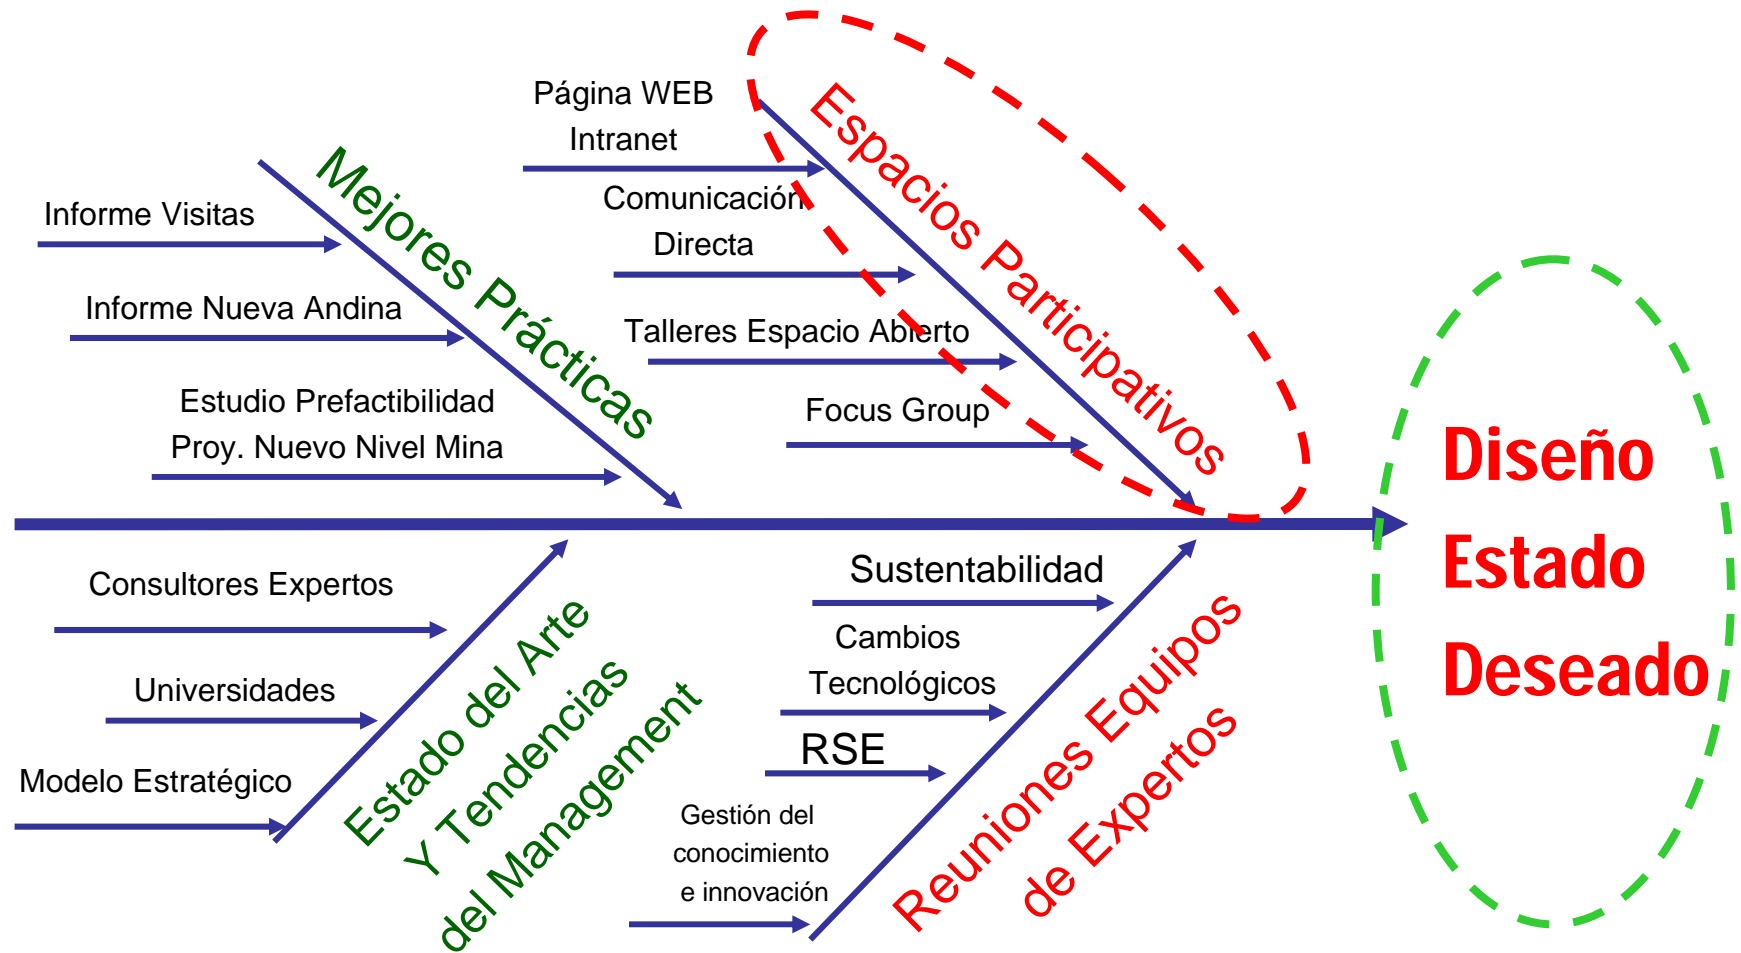 Página WEB
Intranet
Espacios Participativos
Comunicación
Directa
Talleres Espacio Abierto
Focus Group
Mejores Prácticas
Informe Visitas
Informe Nueva Andina
Estudio Prefactibilidad
Proy. Nuevo Nivel Mina
Diseño
Estado
Deseado
Consultores Expertos
Universidades
Modelo Estratégico
Estado del Arte
Y Tendencias
del Management
Sustentabilidad
Cambios
Tecnológicos
RSE
Gestión del
conocimiento
e innovación
Reuniones Equipos
de Expertos